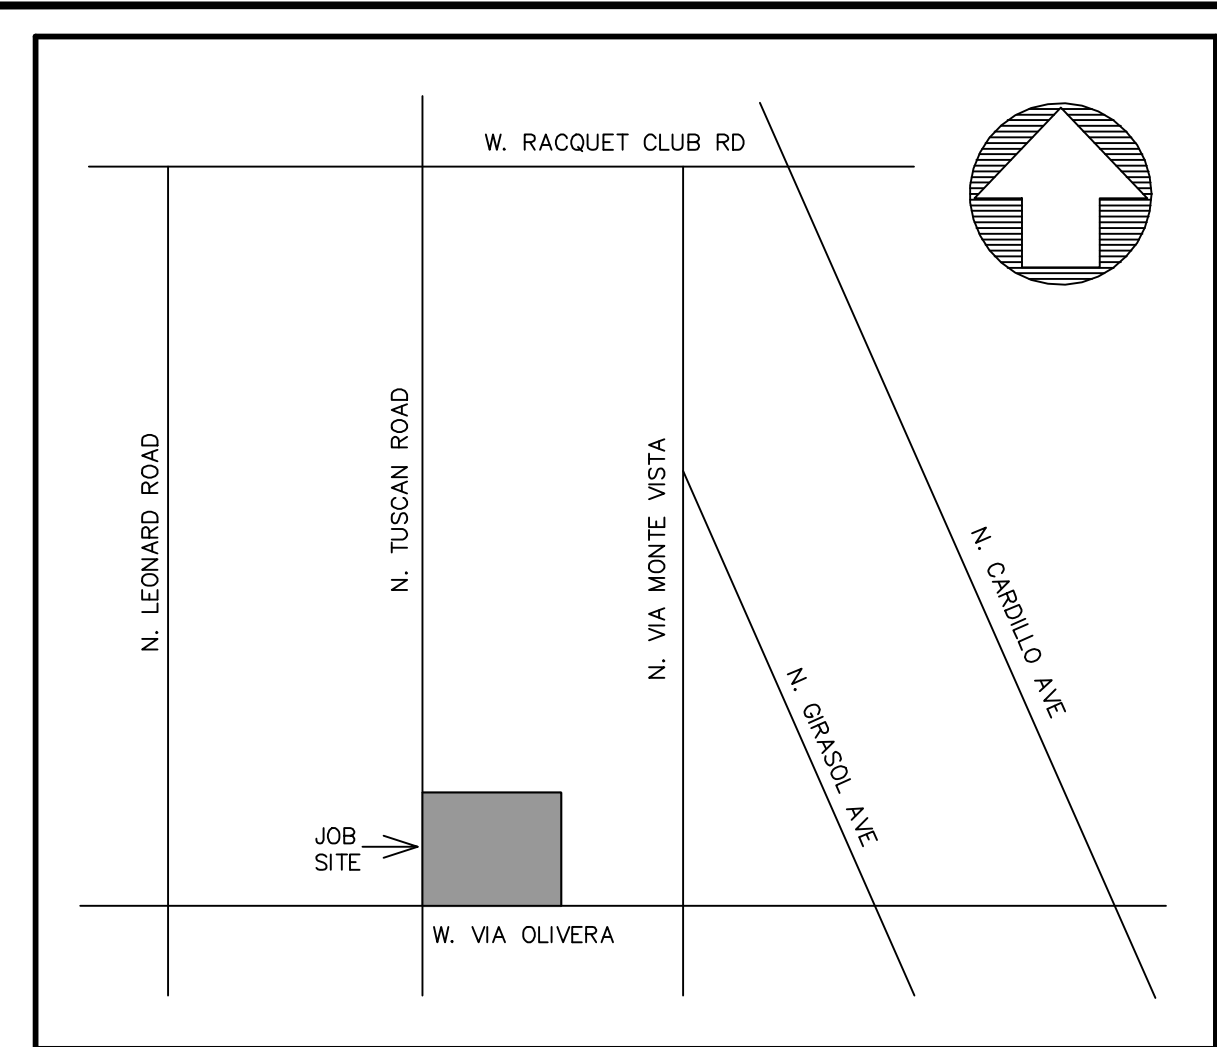 W. RACQUET CLUB RD
N. LEONARD ROAD
N. TUSCAN ROAD
N. VIA MONTE VISTA
N. CARDILLO AVE
N. GIRASOL AVE
JOB
SITE
W. VIA OLIVERA